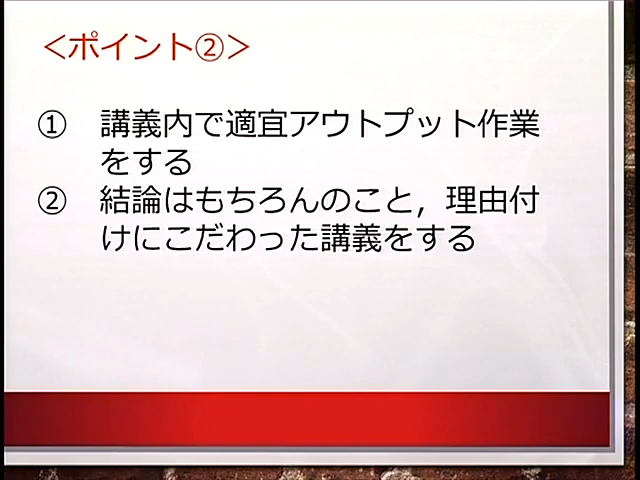 ＜ポイント②＞
①　講義内で適宜アウトプット作業
をする
②　結論はもちろんのこと，理由付
けにこだわった講義をする